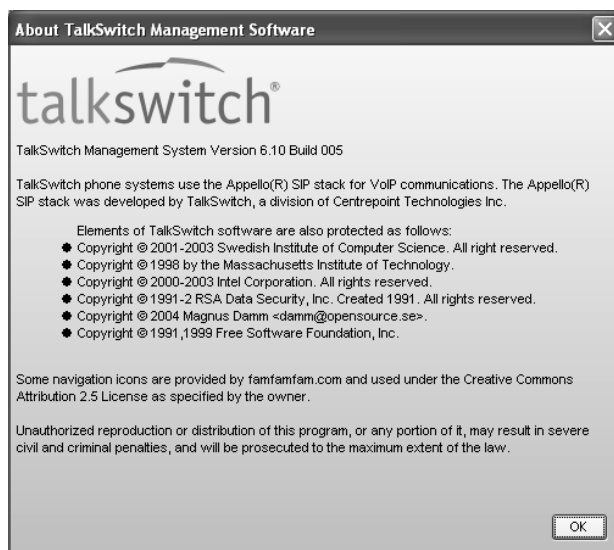 About TalkSwitch Management Software
talkswitch®
TalkSwitch Management System Version 6.10 Build 005
TalkSwitch phone systems use the Appello(R) SIP stack for VoIP communications. The Appello(R)
SIP stack was developed by TalkSwitch, a division of Centrepoint Technologies Inc.
Elements of TalkSwitch software are also protected as follows:
● Copyright © 2001-2003 Swedish Institute of Computer Science. All right reserved.
● Copyright © 1998 by the Massachusetts Institute of Technology.
● Copyright © 2000-2003 Intel Corporation. All rights reserved.
● Copyright © 1991-2 RSA Data Security, Inc. Created 1991. All rights reserved.
● Copyright © 2004 Magnus Damm <damm@opensource.se>.
● Copyright © 1991,1999 Free Software Foundation, Inc.
Some navigation icons are provided by famfamfam.com and used under the Creative Commons
Attribution 2.5 License as specified by the owner.
Unauthorized reproduction or distribution of this program, or any portion of it, may result in severe
civil and criminal penalties, and will be prosecuted to the maximum extent of the law.
OK